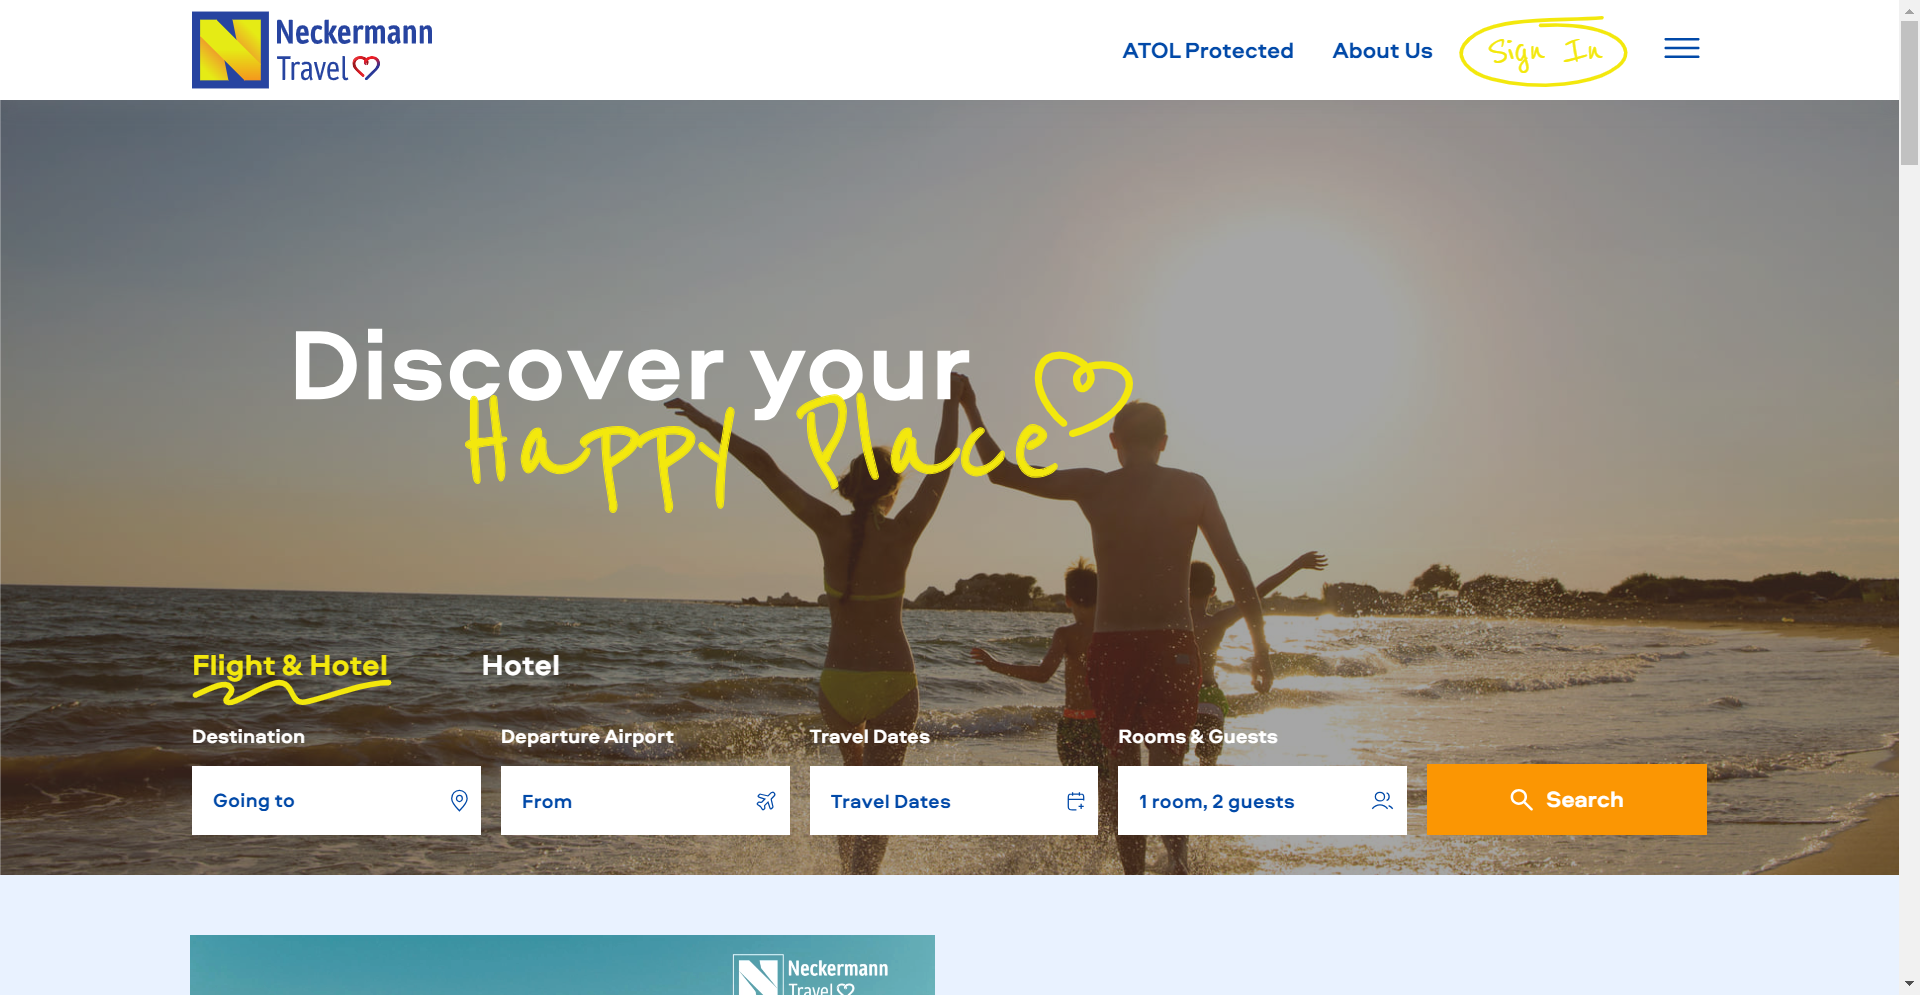 Neckermann
Travel
ATOL Protected
About Us
Sign In
Discover your
Happy Place
Flight & Hotel
Hotel
Destination
Departure Airport
Travel Dates
Rooms & Guests
Going to
From
Travel Dates
1 room, 2 guests
Search
Neckermann
Travel